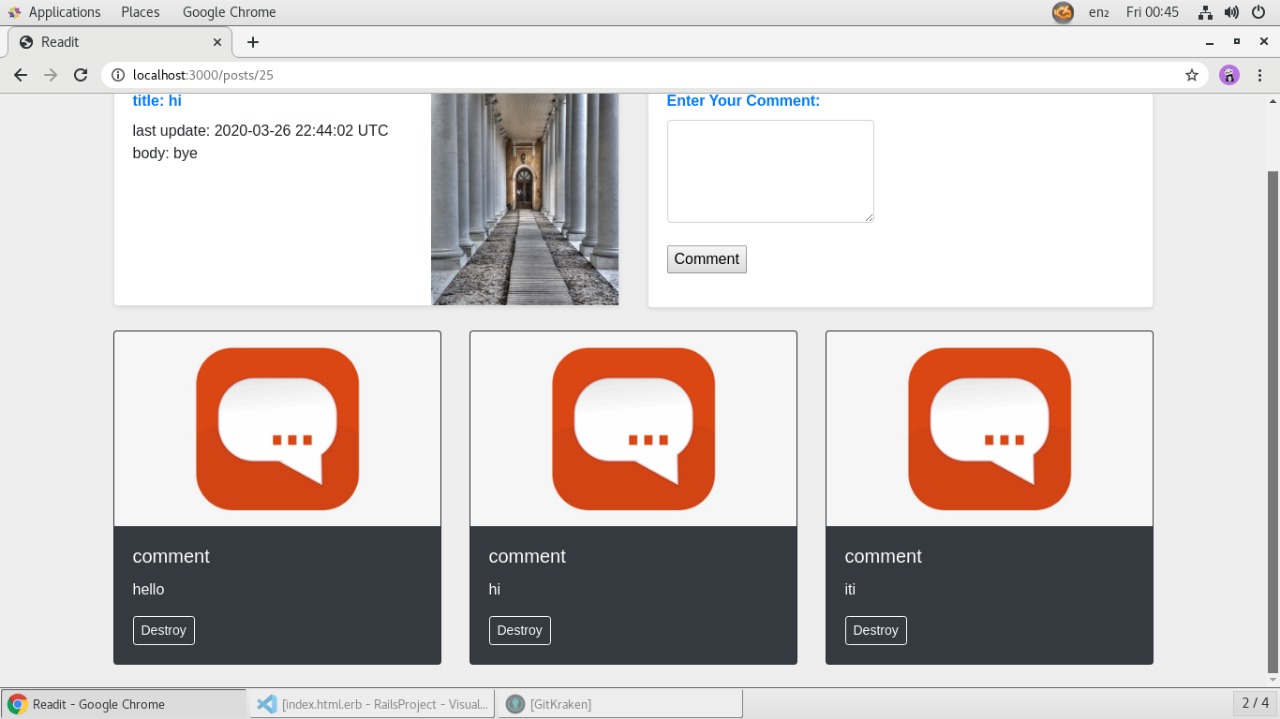 Applications Places Google Chrome en₂ Fri 00:45
Readit
localhost:3000/posts/25
title: hi
last update: 2020-03-26 22:44:02 UTC
body: bye
Enter Your Comment:
Comment
comment
hello
Destroy
comment
hi
Destroy
comment
iti
Destroy
Readit - Google Chrome [index.html.erb - RailsProject - Visual... [GitKraken] 2 / 4